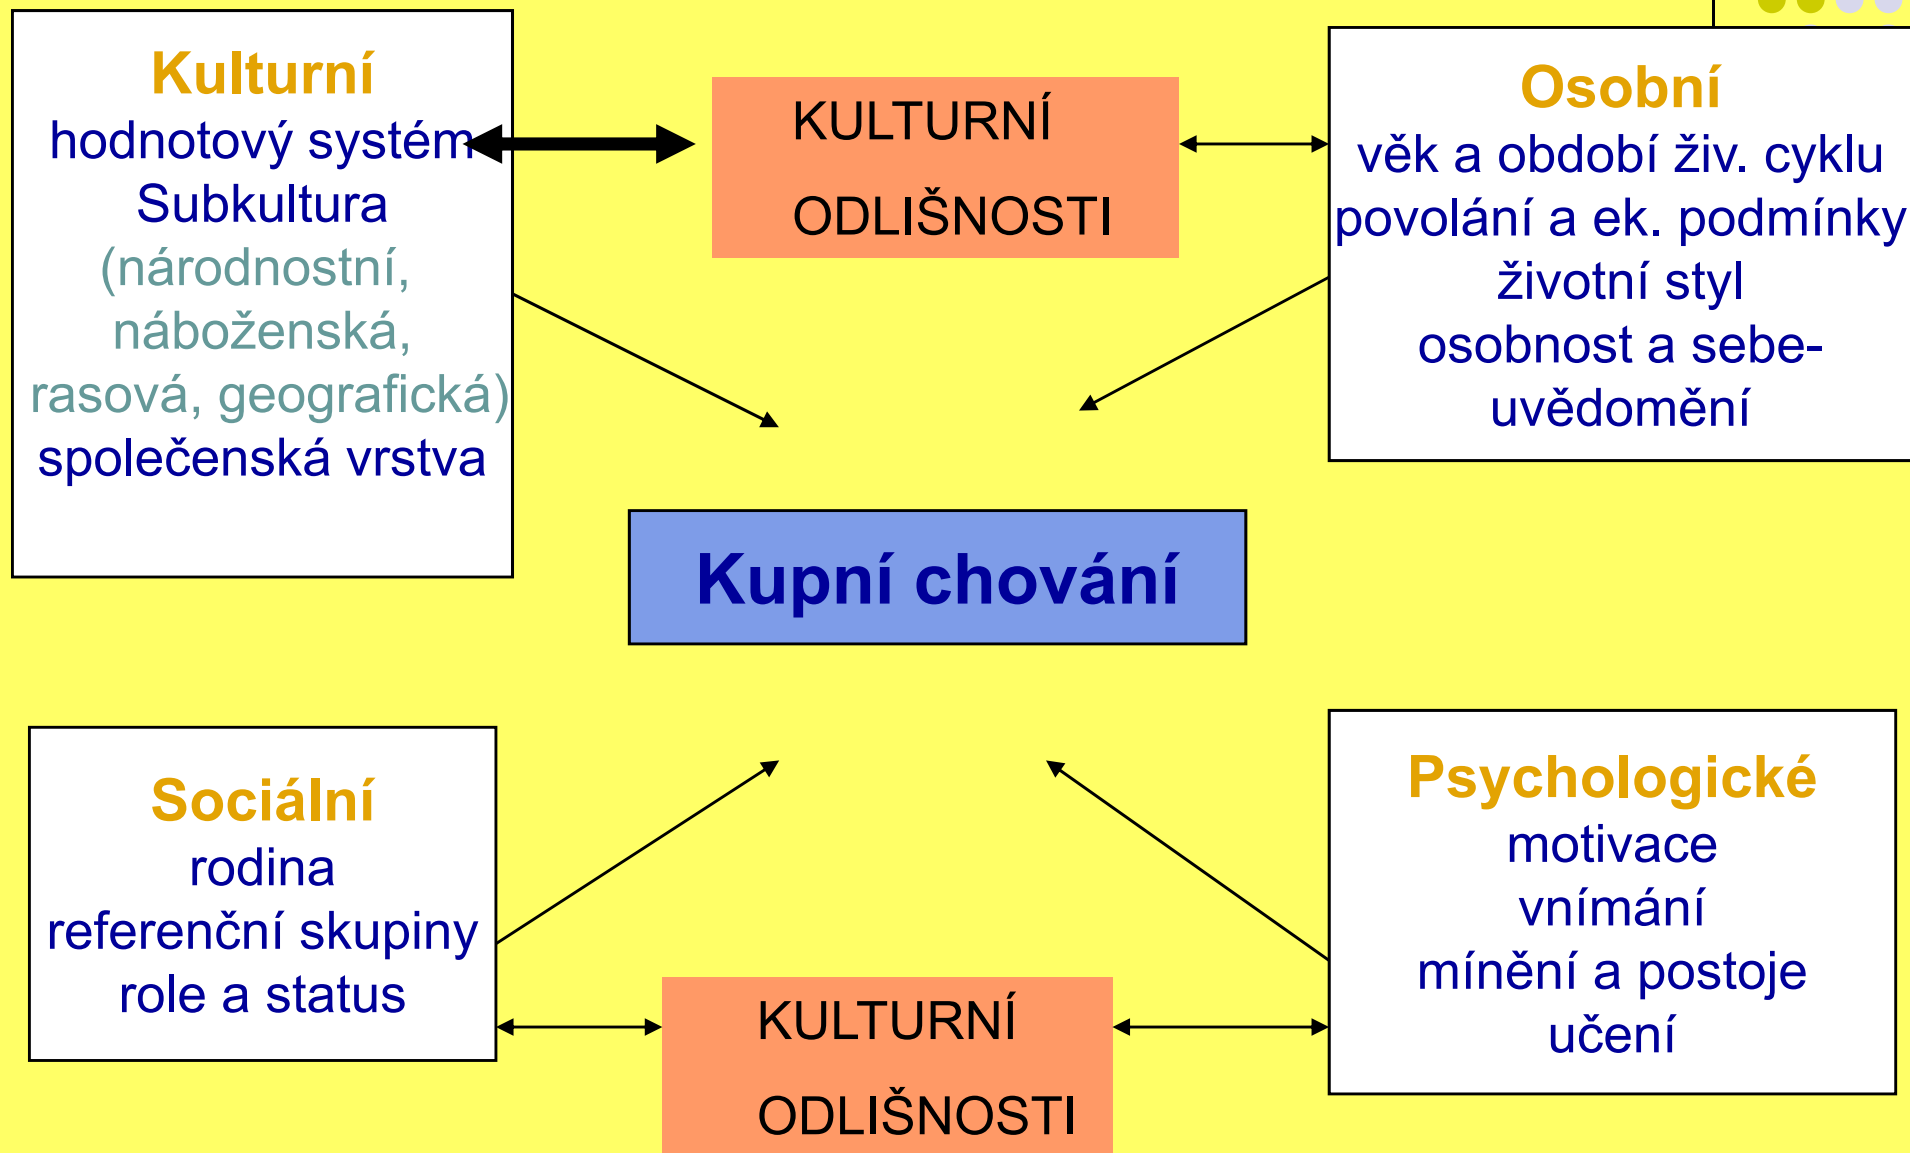 Kulturní
hodnotový systém
Subkultura
(národnostní,
náboženská,
rasová, geografická)
společenská vrstva
KULTURNÍ
ODLIŠNOSTI
Osobní
věk a období živ. cyklu
povolání a ek. podmínky
životní styl
osobnost a sebe-
uvědomění
Kupní chování
Sociální
rodina
referenční skupiny
role a status
KULTURNÍ
ODLIŠNOSTI
Psychologické
motivace
vnímání
mínění a postoje
učení